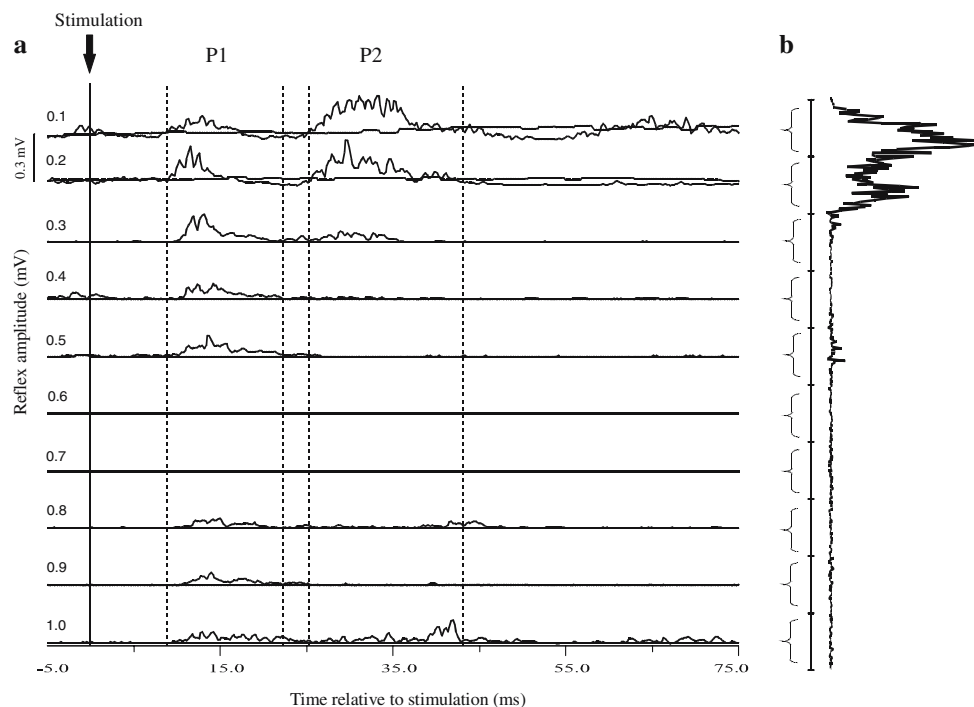 Stimulation
a
P1
P2
b
0.1
0.3 mV
0.2
0.3
0.4
0.5
0.6
0.7
0.8
0.9
1.0
Reflex amplitude (mV)
-5.0 15.0 35.0 55.0 75.0
Time relative to stimulation (ms)